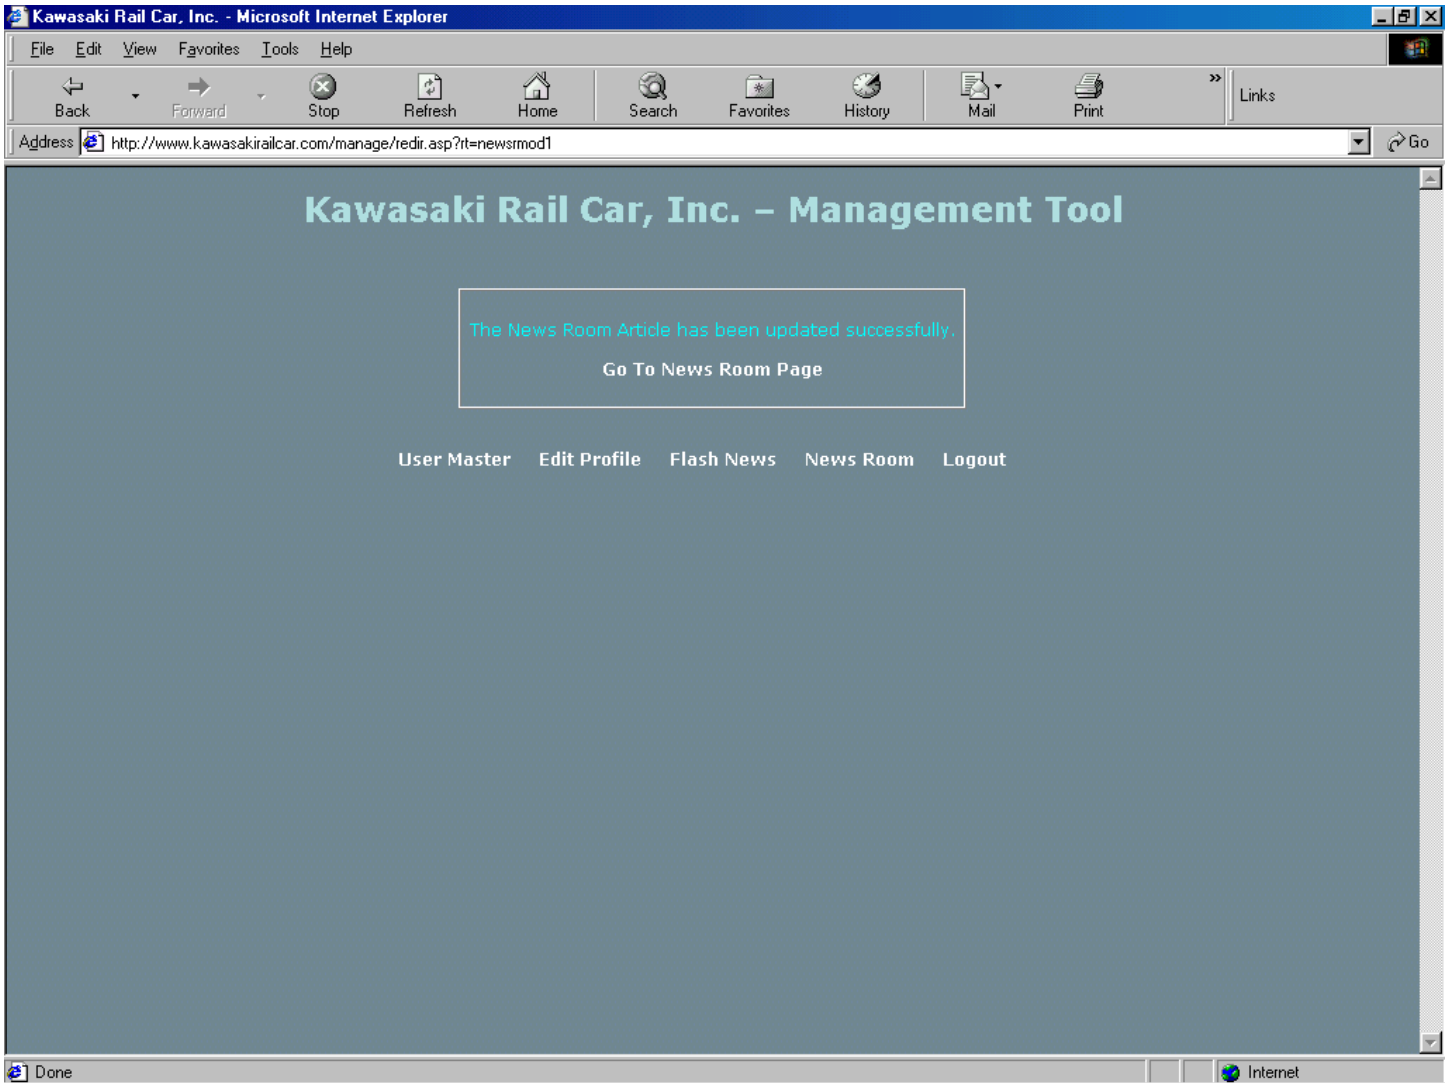 Kawasaki Rail Car, Inc. - Microsoft Internet Explorer
File Edit View Favorites Tools Help
Back Forward Stop Refresh Home Search Favorites History Mail Print » Links
Address http://www.kawasakirailcar.com/manage/redir.asp?rt=newsrmod1 Go
Kawasaki Rail Car, Inc. – Management Tool
The News Room Article has been updated successfully.
Go To News Room Page
User Master Edit Profile Flash News News Room Logout
Done Internet